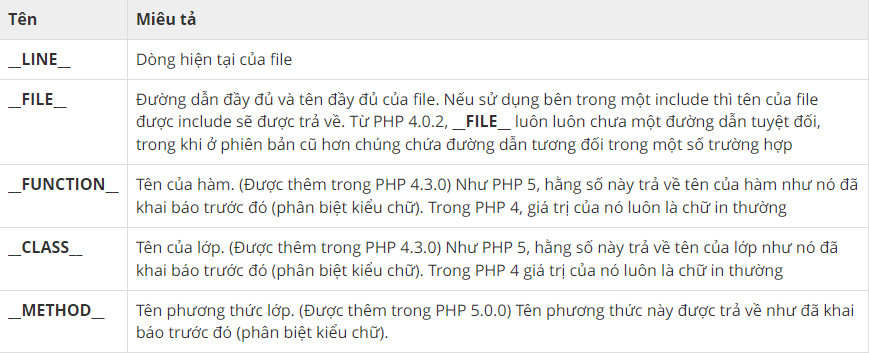 Tên Miêu tả
__LINE__ Dòng hiện tại của file
__FILE__ Đường dẫn đầy đủ và tên đầy đủ của file. Nếu sử dụng bên trong một include thì tên của file
được include sẽ được trả về. Từ PHP 4.0.2, __FILE__ luôn luôn chưa một đường dẫn tuyệt đối,
trong khi ở phiên bản cũ hơn chúng chứa đường dẫn tương đối trong một số trường hợp
__FUNCTION__ Tên của hàm. (Được thêm trong PHP 4.3.0) Như PHP 5, hằng số này trả về tên của hàm như nó đã
khai báo trước đó (phân biệt kiểu chữ). Trong PHP 4, giá trị của nó luôn là chữ in thường
__CLASS__ Tên của lớp. (Được thêm trong PHP 4.3.0) Như PHP 5, hằng số này trả về tên của lớp như nó đã
khai báo trước đó (phân biệt kiểu chữ). Trong PHP 4 giá trị của nó luôn là chữ in thường
__METHOD__ Tên phương thức lớp. (Được thêm trong PHP 5.0.0) Tên phương thức này được trả về như đã khai
báo trước đó (phân biệt kiểu chữ).